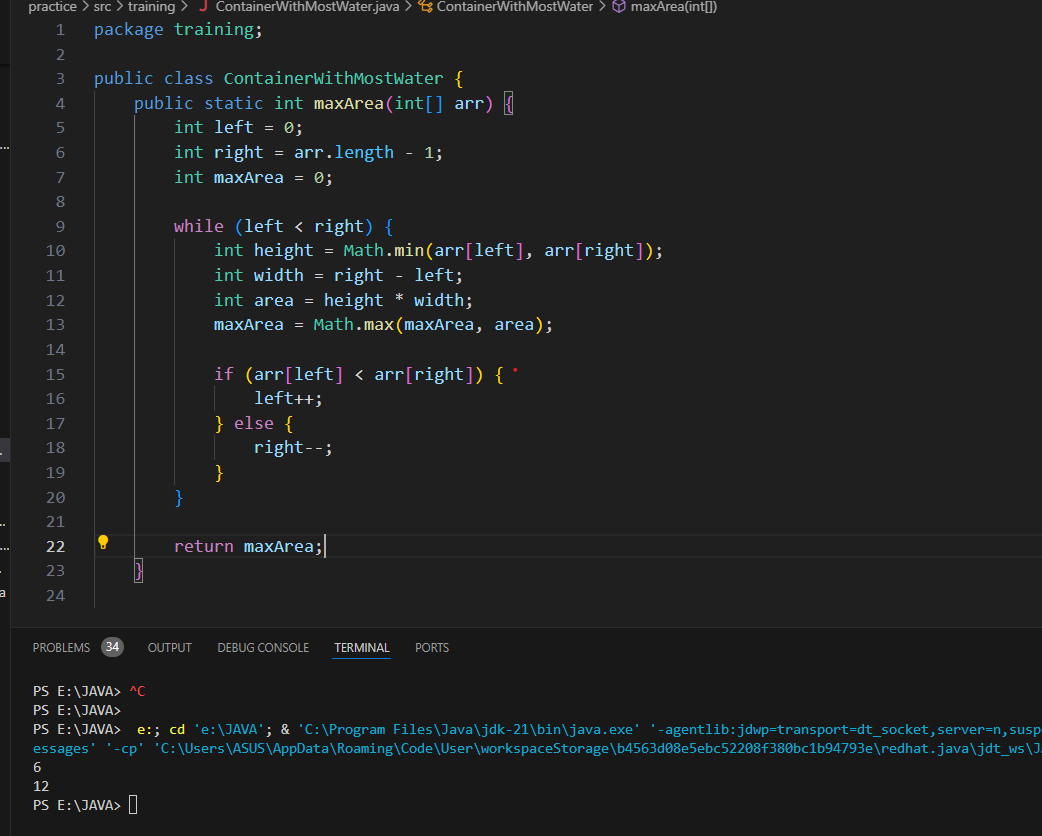 practice > src > training > J ContainerWithMostWater.java > ContainerWithMostWater > maxArea(int[])
1 package training;
2
3 public class ContainerWithMostWater {
4     public static int maxArea(int[] arr) {
5         int left = 0;
6         int right = arr.length - 1;
7         int maxArea = 0;
8
9         while (left < right) {
10             int height = Math.min(arr[left], arr[right]);
11             int width = right - left;
12             int area = height * width;
13             maxArea = Math.max(maxArea, area);
14
15             if (arr[left] < arr[right]) {
16                 left++;
17             } else {
18                 right--;
19             }
20         }
21
22         return maxArea;
23     }
24
PROBLEMS 34 OUTPUT DEBUG CONSOLE TERMINAL PORTS
PS E:\JAVA> ^C
PS E:\JAVA>
PS E:\JAVA>  e:; cd 'e:\JAVA'; & 'C:\Program Files\Java\jdk-21\bin\java.exe' '-agentlib:jdwp=transport=dt_socket,server=n,susp
essages' '-cp' 'C:\Users\ASUS\AppData\Roaming\Code\User\workspaceStorage\b4563d08e5ebc52208f380bc1b94793e\redhat.java\jdt_ws\J
6
12
PS E:\JAVA>